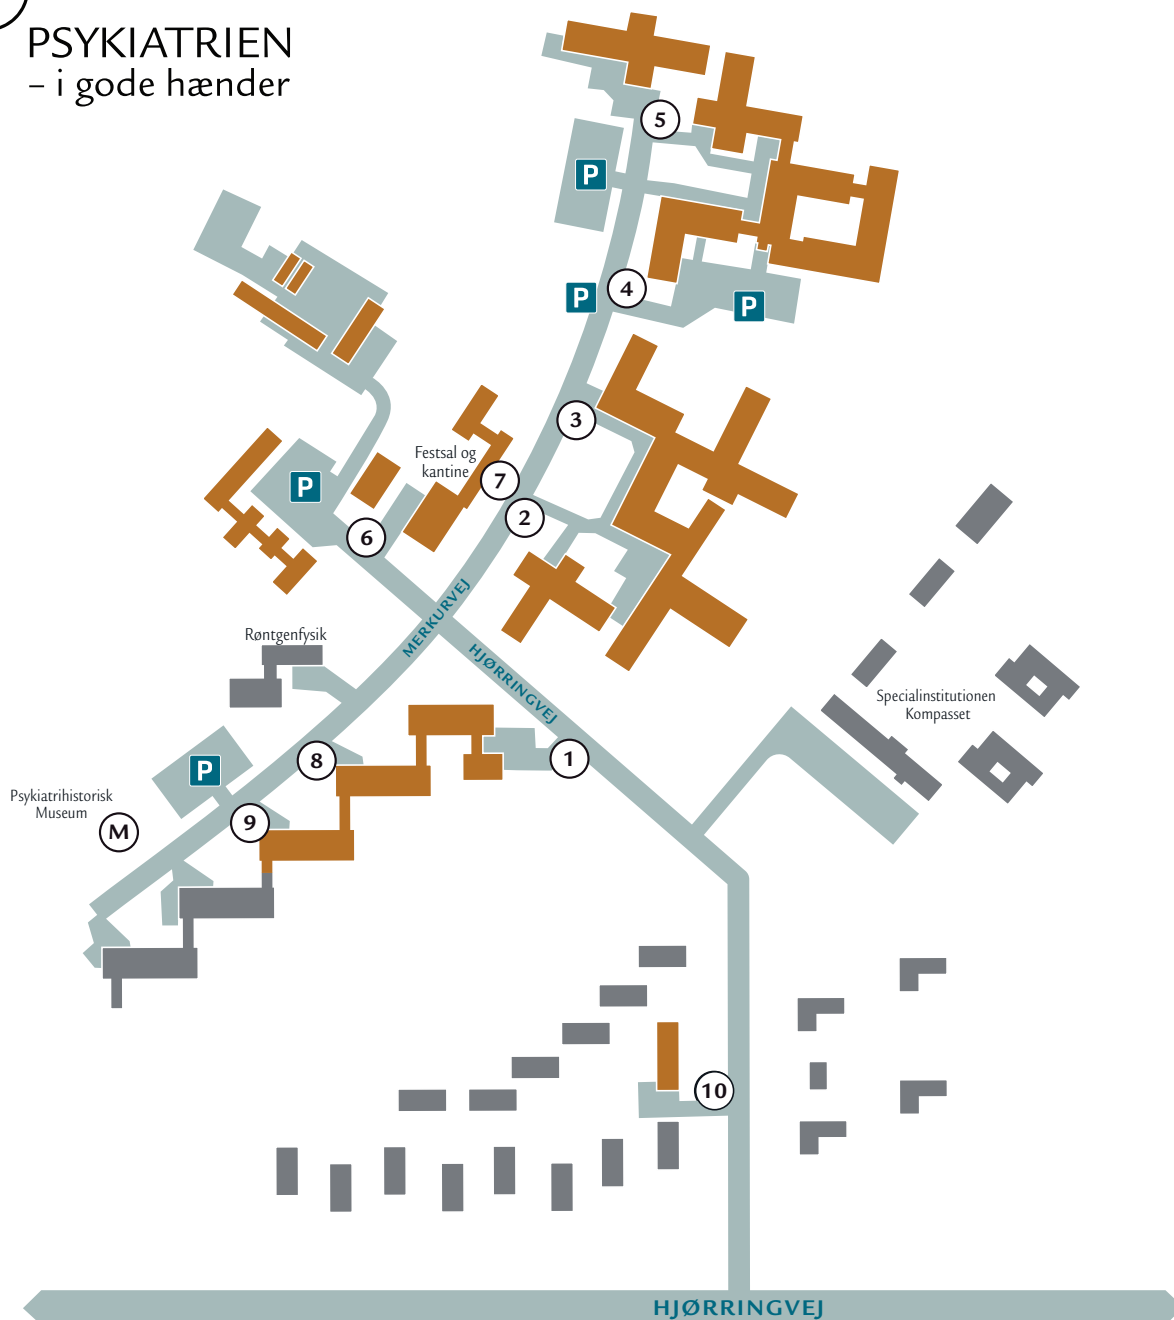 PSYKIATRIEN
– i gode hænder
5
P
4
P
P
3
Festsal og
kantine
7
P
2
6
MERKURVEJ
HJØRRINGVEJ
Røntgenfysik
Specialinstitutionen
Kompasset
8
1
P
Psykiatrihistorisk
Museum
M
9
10
HJØRRINGVEJ